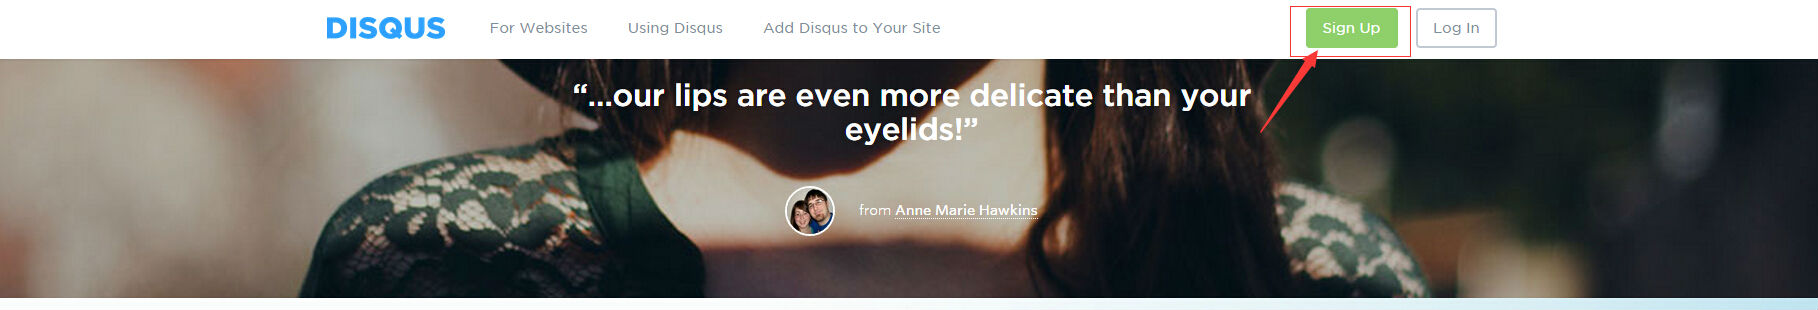 DISQUS For Websites Using Disqus Add Disqus to Your Site Sign Up Log In
“...our lips are even more delicate than your
eyelids!”
from Anne Marie Hawkins